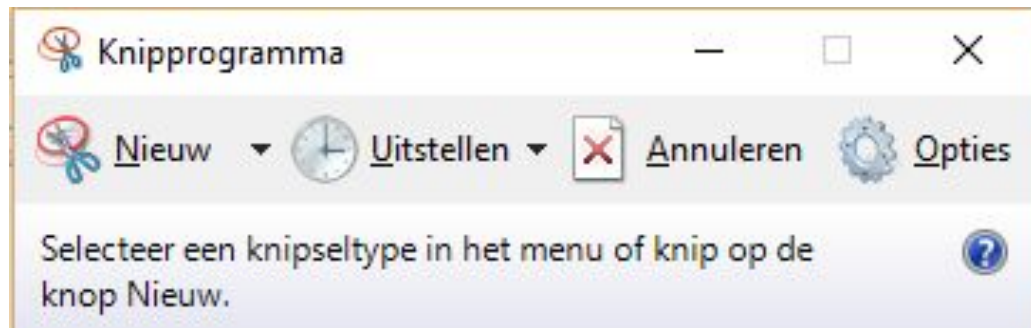 Knipprogramma
Nieuw Uitstellen Annuleren Opties
Selecteer een knipseltype in het menu of knip op de
knop Nieuw.